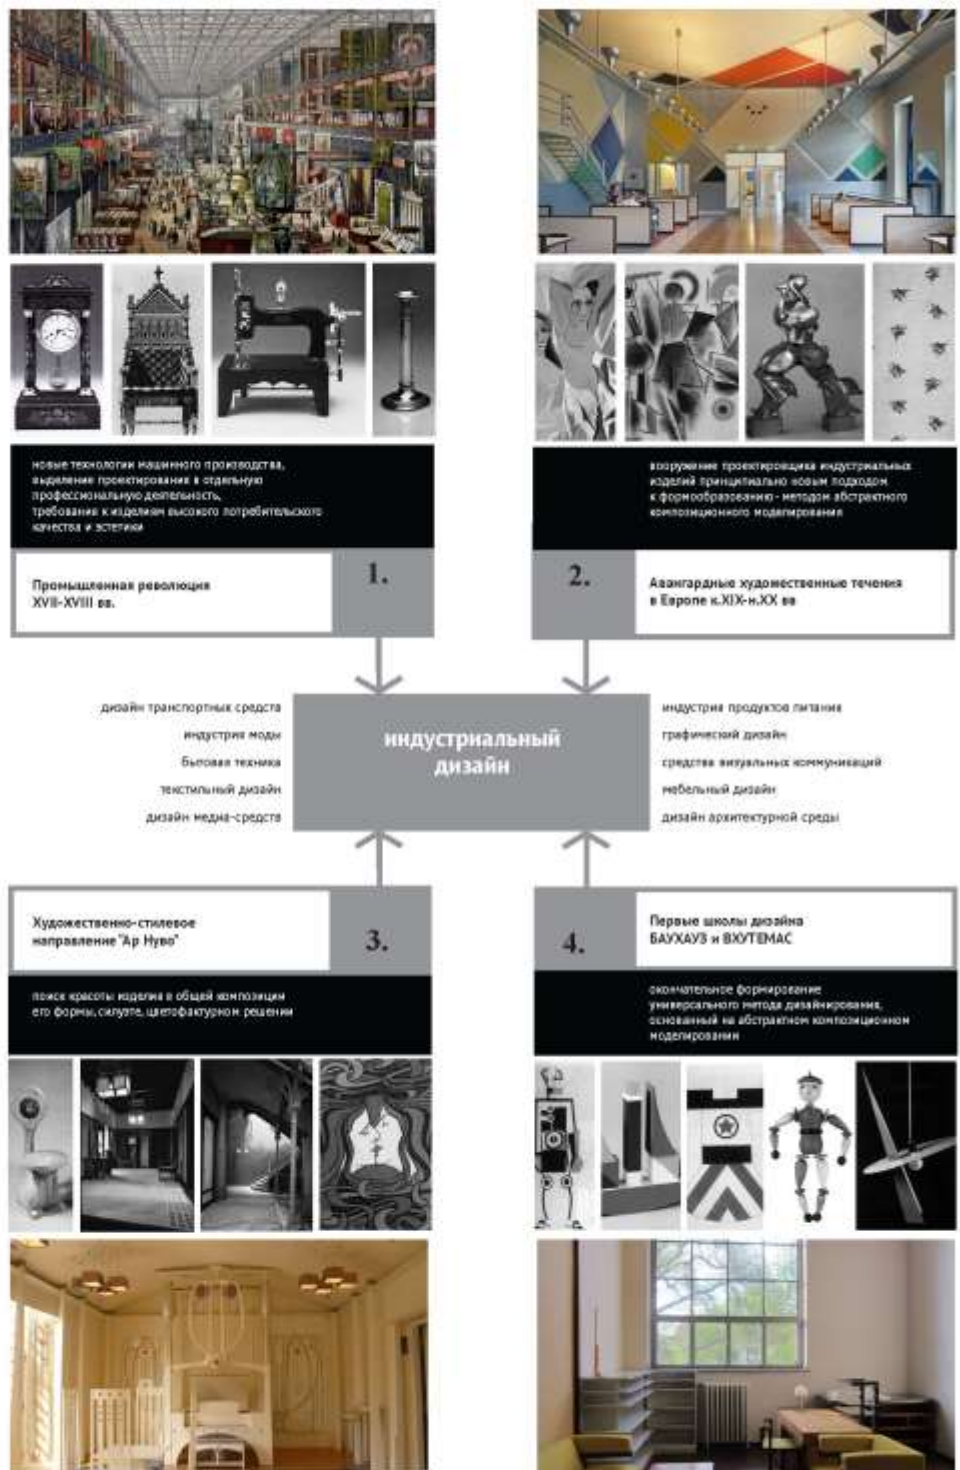 новые технологии машинного производства,
выделение проектирования в отдельную
профессиональную деятельность,
требования к изделиям высокого потребительского
качества и эстетики
1.
Промышленная революция
XVII-XVIII вв.
вооружение проектировщика индустриальных
изделий принципиально новым подходом
к формообразованию - методом абстрактного
композиционного моделирования
2.
Авангардные художественные течения
в Европе к.XIX-н.XX вв
дизайн транспортных средств
индустрия моды
бытовая техника
текстильный дизайн
дизайн медиа-средств
индустриальный
дизайн
индустрия продуктов питания
графический дизайн
средства визуальных коммуникаций
мебельный дизайн
дизайн архитектурной среды
Художественно-стилевое
направление "Ар Нуво"
3.
поиск красоты изделия в общей композиции
его формы, силуэте, цветофактурном решении
4.
Первые школы дизайна
БАУХАУЗ и ВХУТЕМАС
окончательное формирование
универсального метода дизайнирования,
основанный на абстрактном композиционном
моделировании